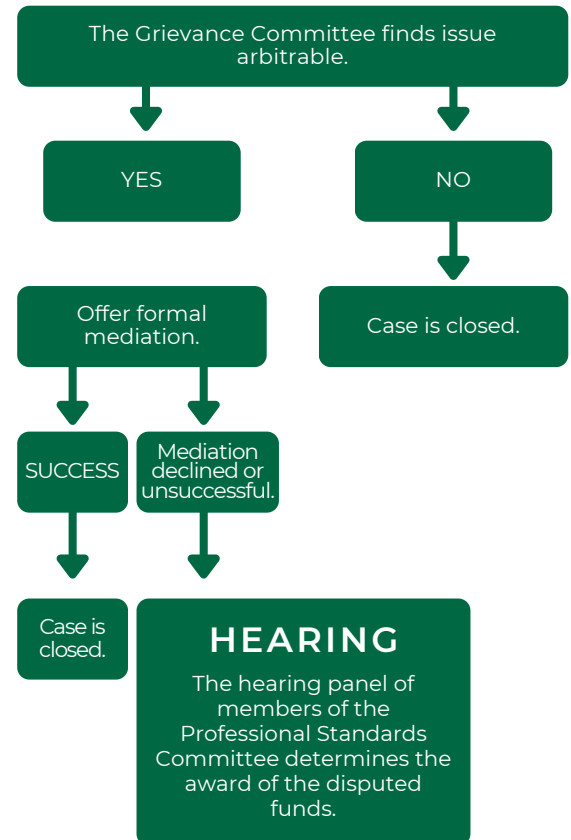 The Grievance Committee finds issue
arbitrable.
YES
NO
Offer formal
mediation.
Case is closed.
SUCCESS
Mediation
declined or
unsuccessful.
Case is
closed.
HEARING
The hearing panel of
members of the
Professional Standards
Committee determines the
award of the disputed
funds.